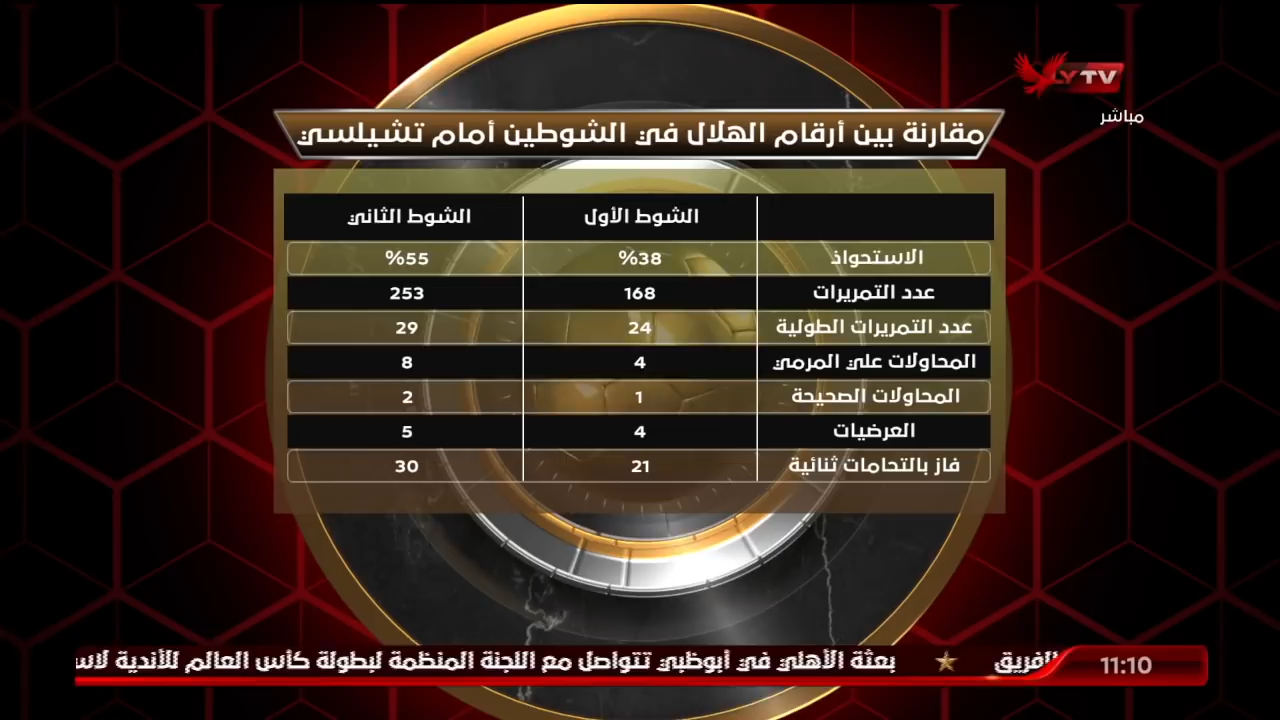 LYTV
مباشر
مقارنة بين أرقام الهلال في الشوطين أمام تشيلسي
الشوط الأول الشوط الثاني
الاستحواذ %38 %55
عدد التمريرات 168 253
عدد التمريرات الطولية 24 29
المحاولات علي المرمي 4 8
المحاولات الصحيحة 1 2
العرضيات 4 5
فاز بالتحامات ثنائية 21 30
11:10
الفريق ★ بعثة الأهلي في أبوظبي تتواصل مع اللجنة المنظمة لبطولة كأس العالم للأندية